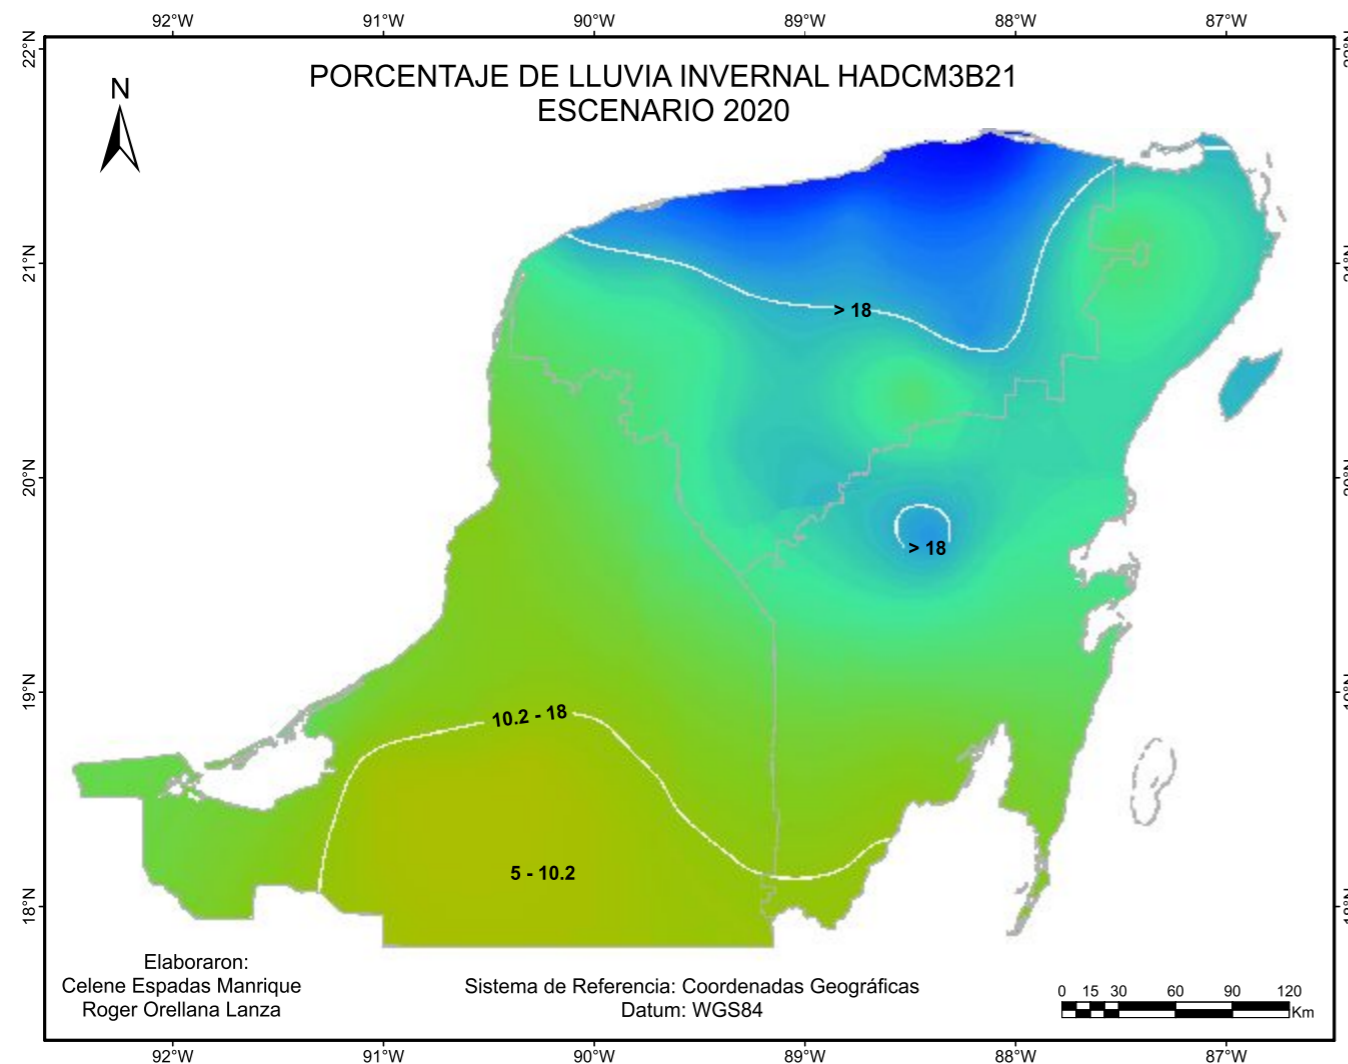 92°W 91°W 90°W 89°W 88°W 87°W
22°N
21°N
20°N
19°N
18°N
N
PORCENTAJE DE LLUVIA INVERNAL HADCM3B21
ESCENARIO 2020
> 18
> 18
10.2 - 18
5 - 10.2
Elaboraron:
Celene Espadas Manrique
Roger Orellana Lanza
Sistema de Referencia: Coordenadas Geográficas
Datum: WGS84
0 15 30 60 90 120
Km
92°W 91°W 90°W 89°W 88°W 87°W